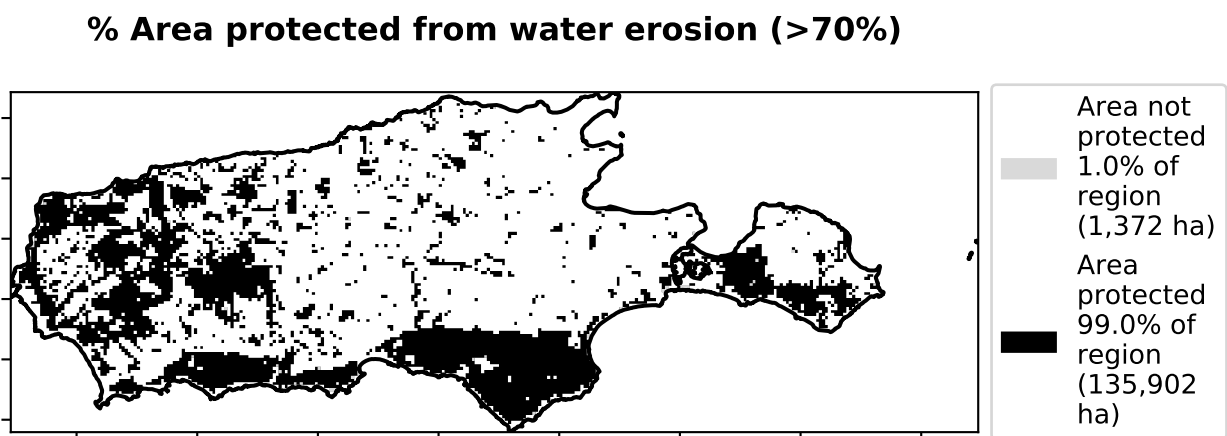 % Area protected from water erosion (>70%)
Area not
protected
1.0% of
region
(1,372 ha)
Area
protected
99.0% of
region
(135,902
ha)